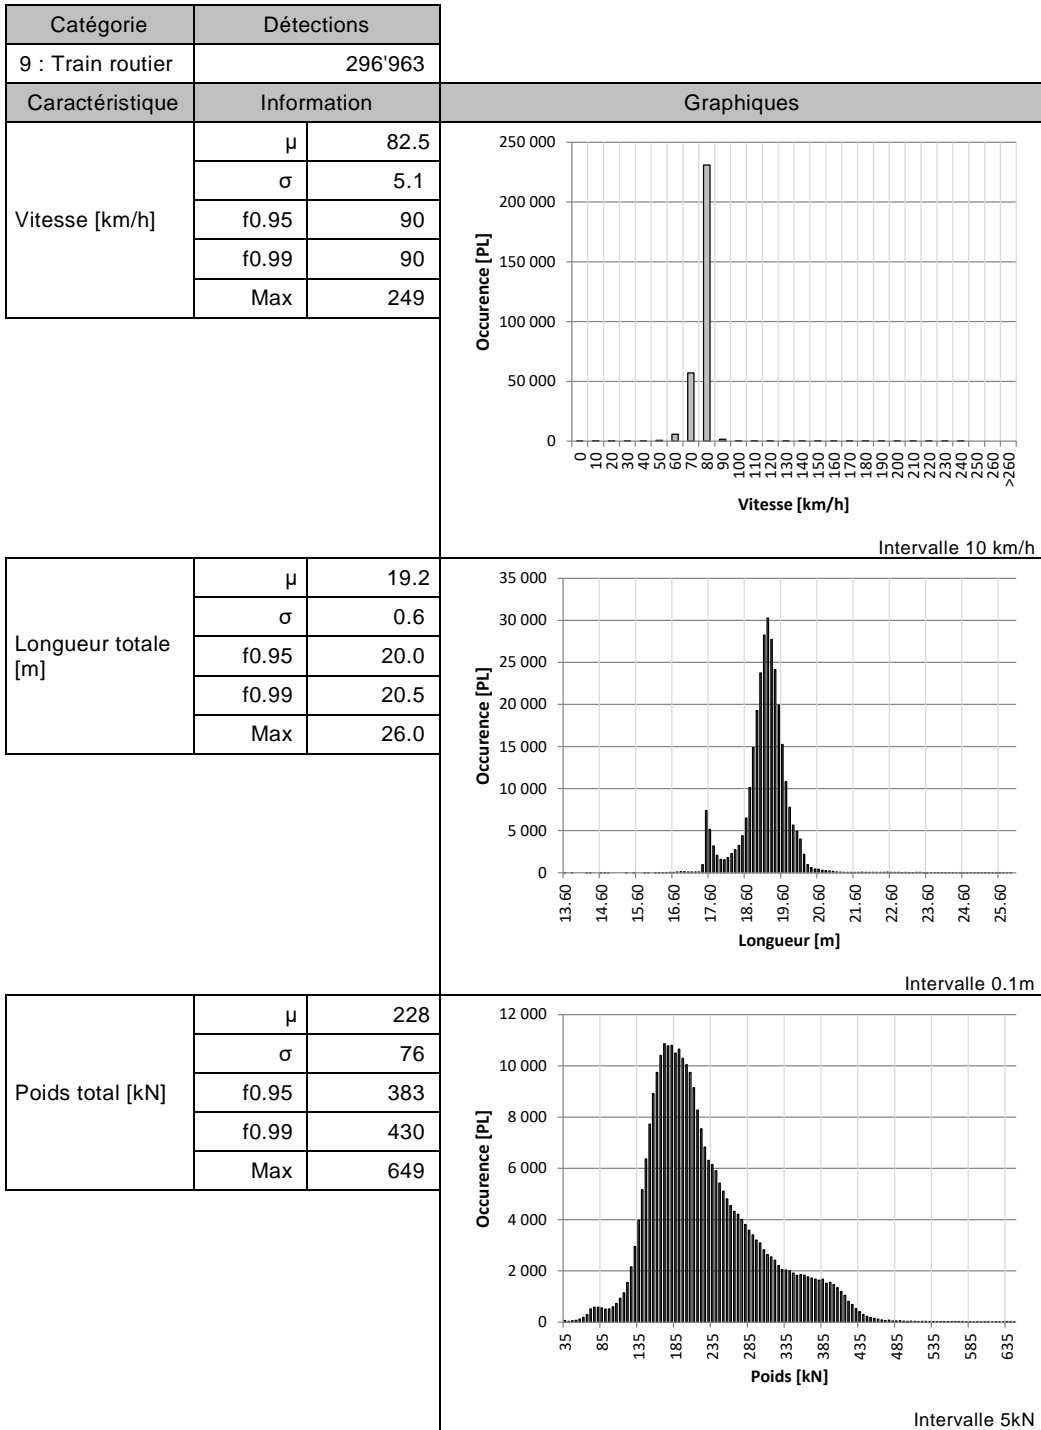 Catégorie Détections
9 : Train routier 296'963
Caractéristique Information Graphiques
Vitesse [km/h]
µ 82.5
σ 5.1
f0.95 90
f0.99 90
Max 249
250 000
200 000
150 000
100 000
50 000
0
Occurence [PL]
0 10 20 30 40 50 60 70 80 90 100 110 120 130 140 150 160 170 180 190 200 210 220 230 240 250 260 >260
Vitesse [km/h]
Intervalle 10 km/h
Longueur totale
[m]
µ 19.2
σ 0.6
f0.95 20.0
f0.99 20.5
Max 26.0
35 000
30 000
25 000
20 000
15 000
10 000
5 000
0
Occurence [PL]
13.60 14.60 15.60 16.60 17.60 18.60 19.60 20.60 21.60 22.60 23.60 24.60 25.60
Longueur [m]
Intervalle 0.1m
Poids total [kN]
µ 228
σ 76
f0.95 383
f0.99 430
Max 649
12 000
10 000
8 000
6 000
4 000
2 000
0
Occurence [PL]
35 85 135 185 235 285 335 385 435 485 535 585 635
Poids [kN]
Intervalle 5kN